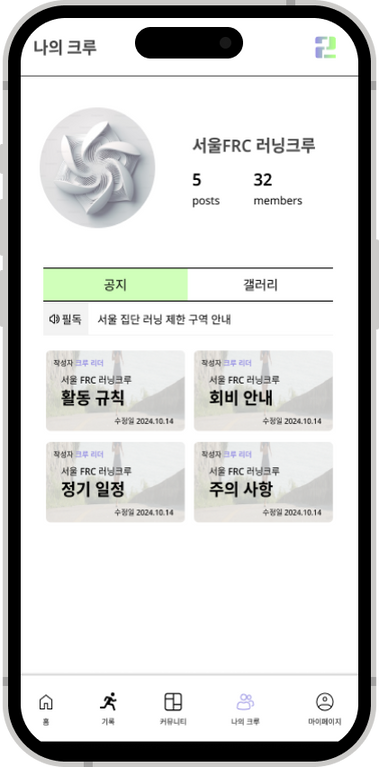 나의 크루
서울FRC 러닝크루
5 32
posts members
공지 갤러리
필독 서울 집단 러닝 제한 구역 안내
작성자 크루 리더
서울 FRC 러닝크루
활동 규칙
수정일 2024.10.14
작성자 크루 리더
서울 FRC 러닝크루
회비 안내
수정일 2024.10.14
작성자 크루 리더
서울 FRC 러닝크루
정기 일정
수정일 2024.10.14
작성자 크루 리더
서울 FRC 러닝크루
주의 사항
수정일 2024.10.14
홈 기록 커뮤니티 나의 크루 마이페이지